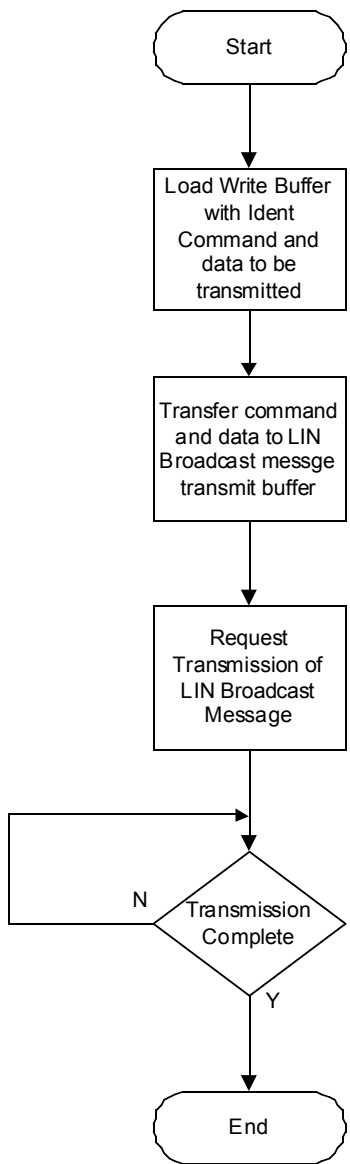 Start
Load Write Buffer
with Ident
Command and
data to be
transmitted
Transfer command
and data to LIN
Broadcast messge
transmit buffer
Request
Transmission of
LIN Broadcast
Message
N
Transmission
Complete
Y
End